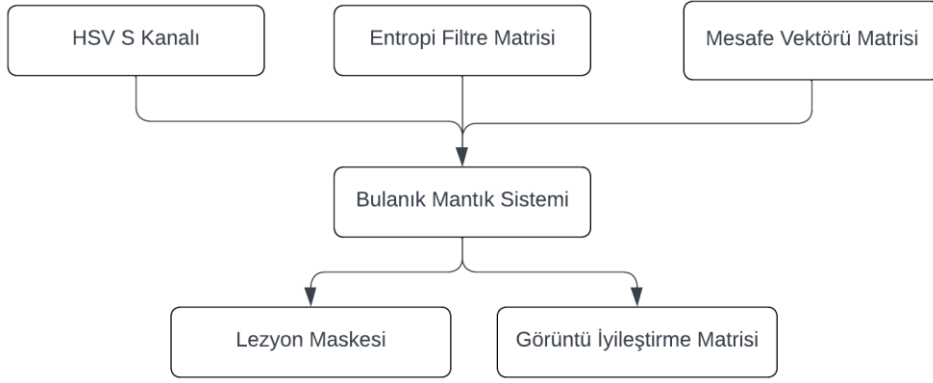 HSV S Kanalı
Entropi Filtre Matrisi
Mesafe Vektörü Matrisi
Bulanık Mantık Sistemi
Lezyon Maskesi
Görüntü İyileştirme Matrisi